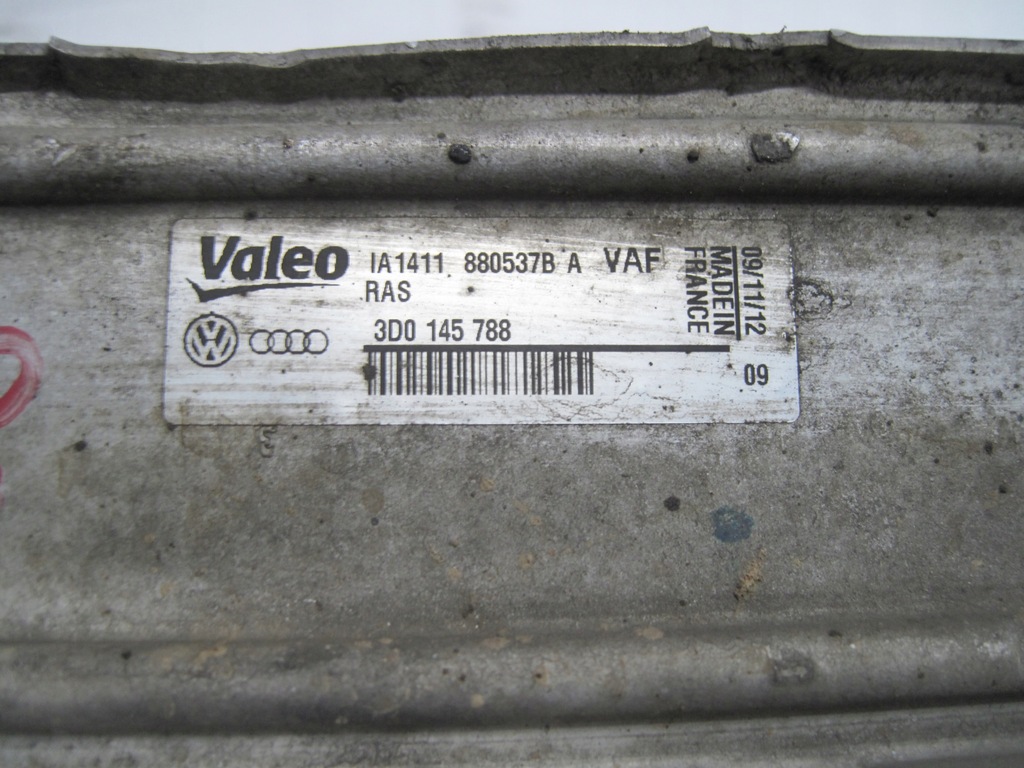 Valeo IA1411 880537B A VAF
RAS
3D0 145 788
MADE IN
FRANCE
09/11/12
09